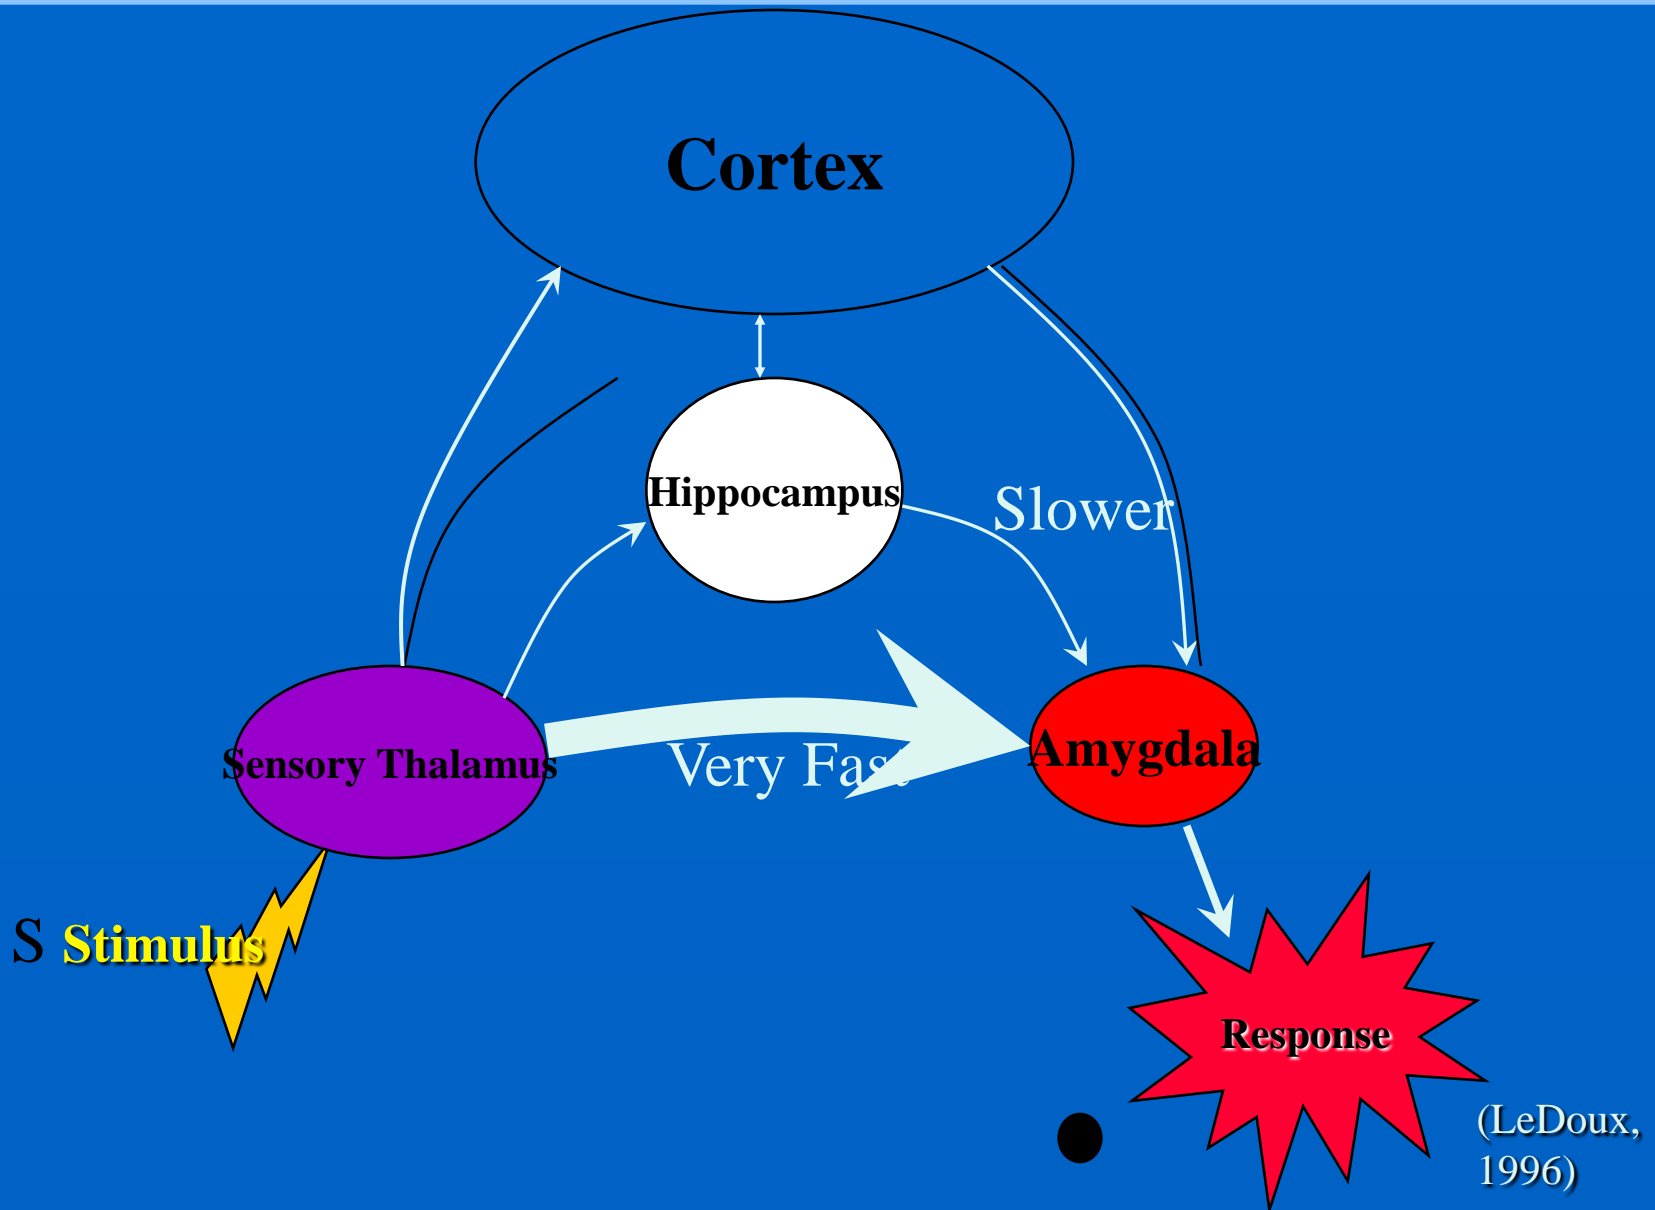 Cortex
Hippocampus
Slower
Sensory Thalamus
Very Fast
Amygdala
S Stimulus
Response
(LeDoux,
1996)